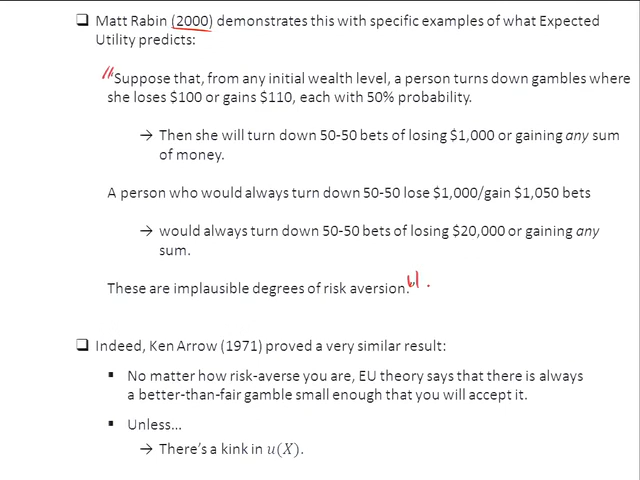 ❑ Matt Rabin (2000) demonstrates this with specific examples of what Expected
Utility predicts:
"Suppose that, from any initial wealth level, a person turns down gambles where
she loses $100 or gains $110, each with 50% probability.
→ Then she will turn down 50-50 bets of losing $1,000 or gaining any sum
of money.
A person who would always turn down 50-50 lose $1,000/gain $1,050 bets
→ would always turn down 50-50 bets of losing $20,000 or gaining any
sum.
These are implausible degrees of risk aversion."
❑ Indeed, Ken Arrow (1971) proved a very similar result:
▪ No matter how risk-averse you are, EU theory says that there is always
a better-than-fair gamble small enough that you will accept it.
▪ Unless...
→ There's a kink in u(X).